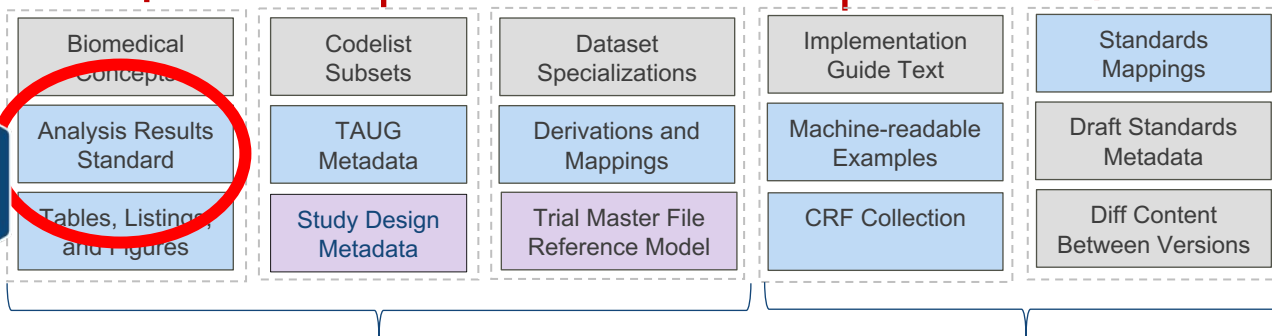 Biomedical
Concepts
Analysis Results
Standard
Tables, Listings,
and Figures
Codelist
Subsets
TAUG
Metadata
Study Design
Metadata
Dataset
Specializations
Derivations and
Mappings
Trial Master File
Reference Model
Implementation
Guide Text
Machine-readable
Examples
CRF Collection
Standards
Mappings
Draft Standards
Metadata
Diff Content
Between Versions